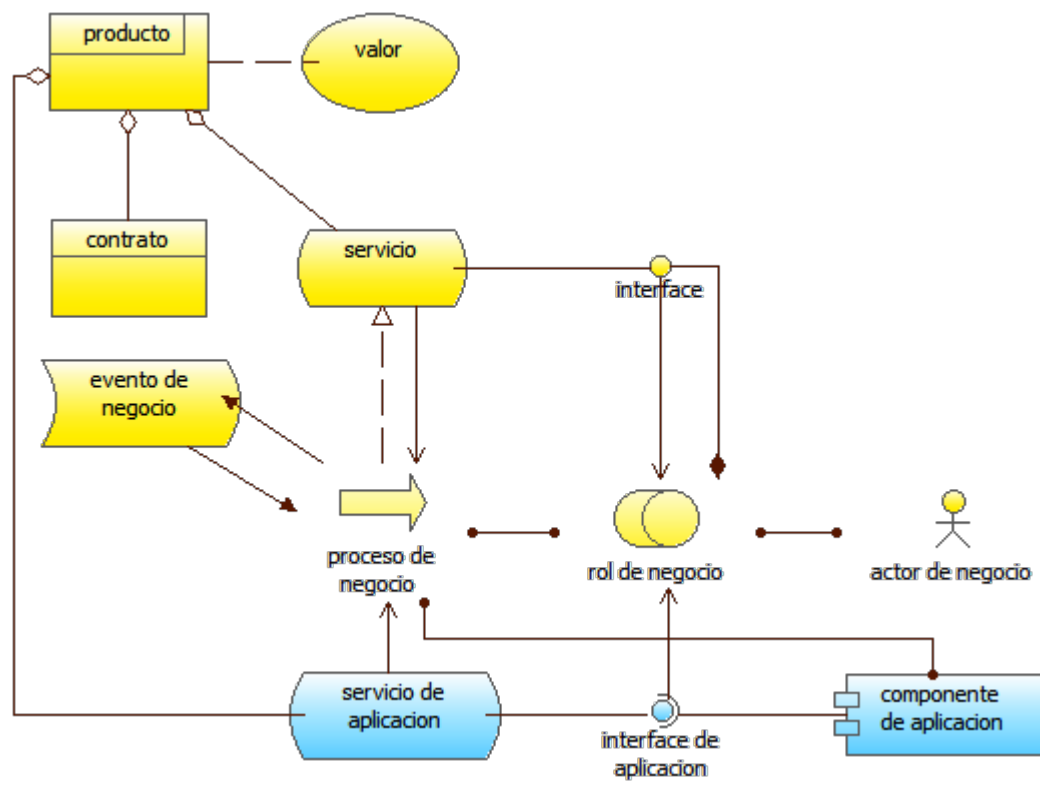 producto
valor
contrato
servicio
interface
evento de
negocio
proceso de
negocio
rol de negocio
actor de negocio
servicio de
aplicacion
interface de
aplicacion
componente
de aplicacion